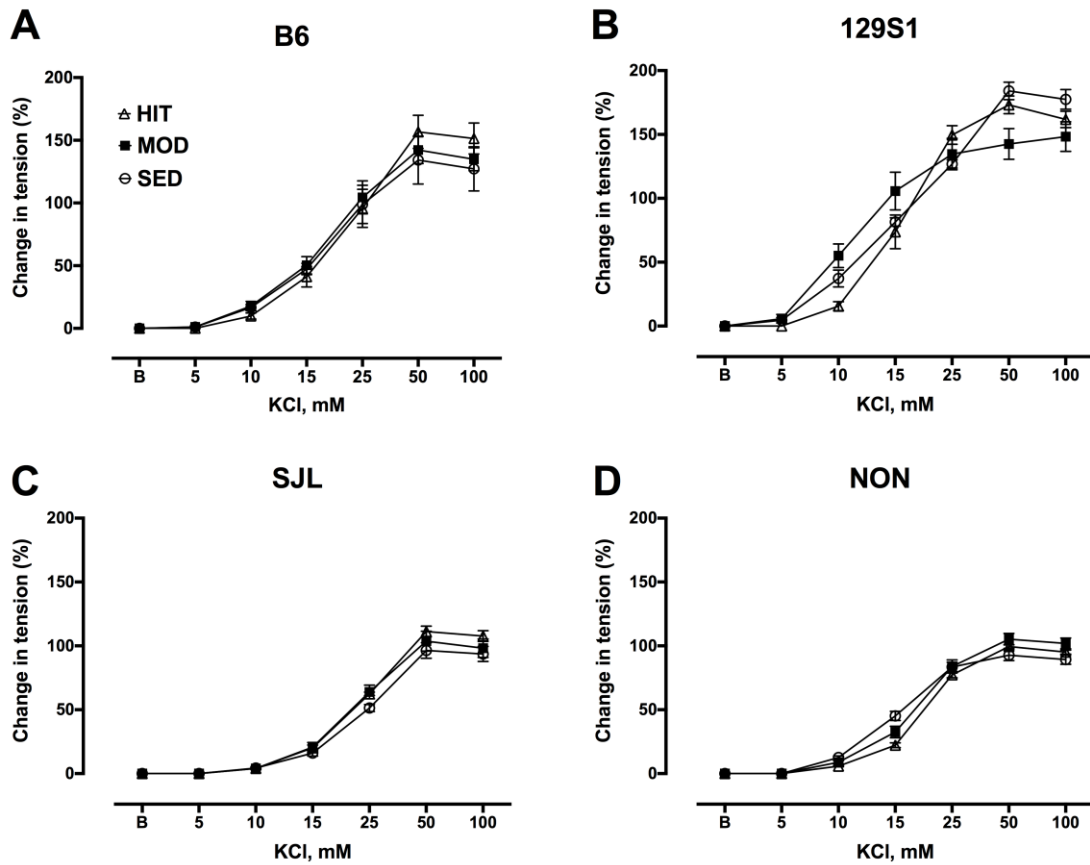 A
B6
200
150
100
50
0
Change in tension (%)
HIT
MOD
SED
B 5 10 15 25 50 100
KCl, mM
B
129S1
200
150
100
50
0
Change in tension (%)
B 5 10 15 25 50 100
KCl, mM
C
SJL
200
150
100
50
0
Change in tension (%)
B 5 10 15 25 50 100
KCl, mM
D
NON
200
150
100
50
0
Change in tension (%)
B 5 10 15 25 50 100
KCl, mM